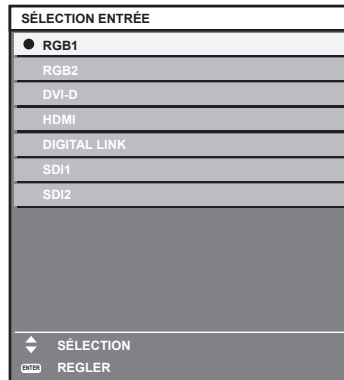 SÉLECTION ENTRÉE
RGB1
RGB2
DVI-D
HDMI
DIGITAL LINK
SDI1
SDI2
SÉLECTION
ENTER REGLER